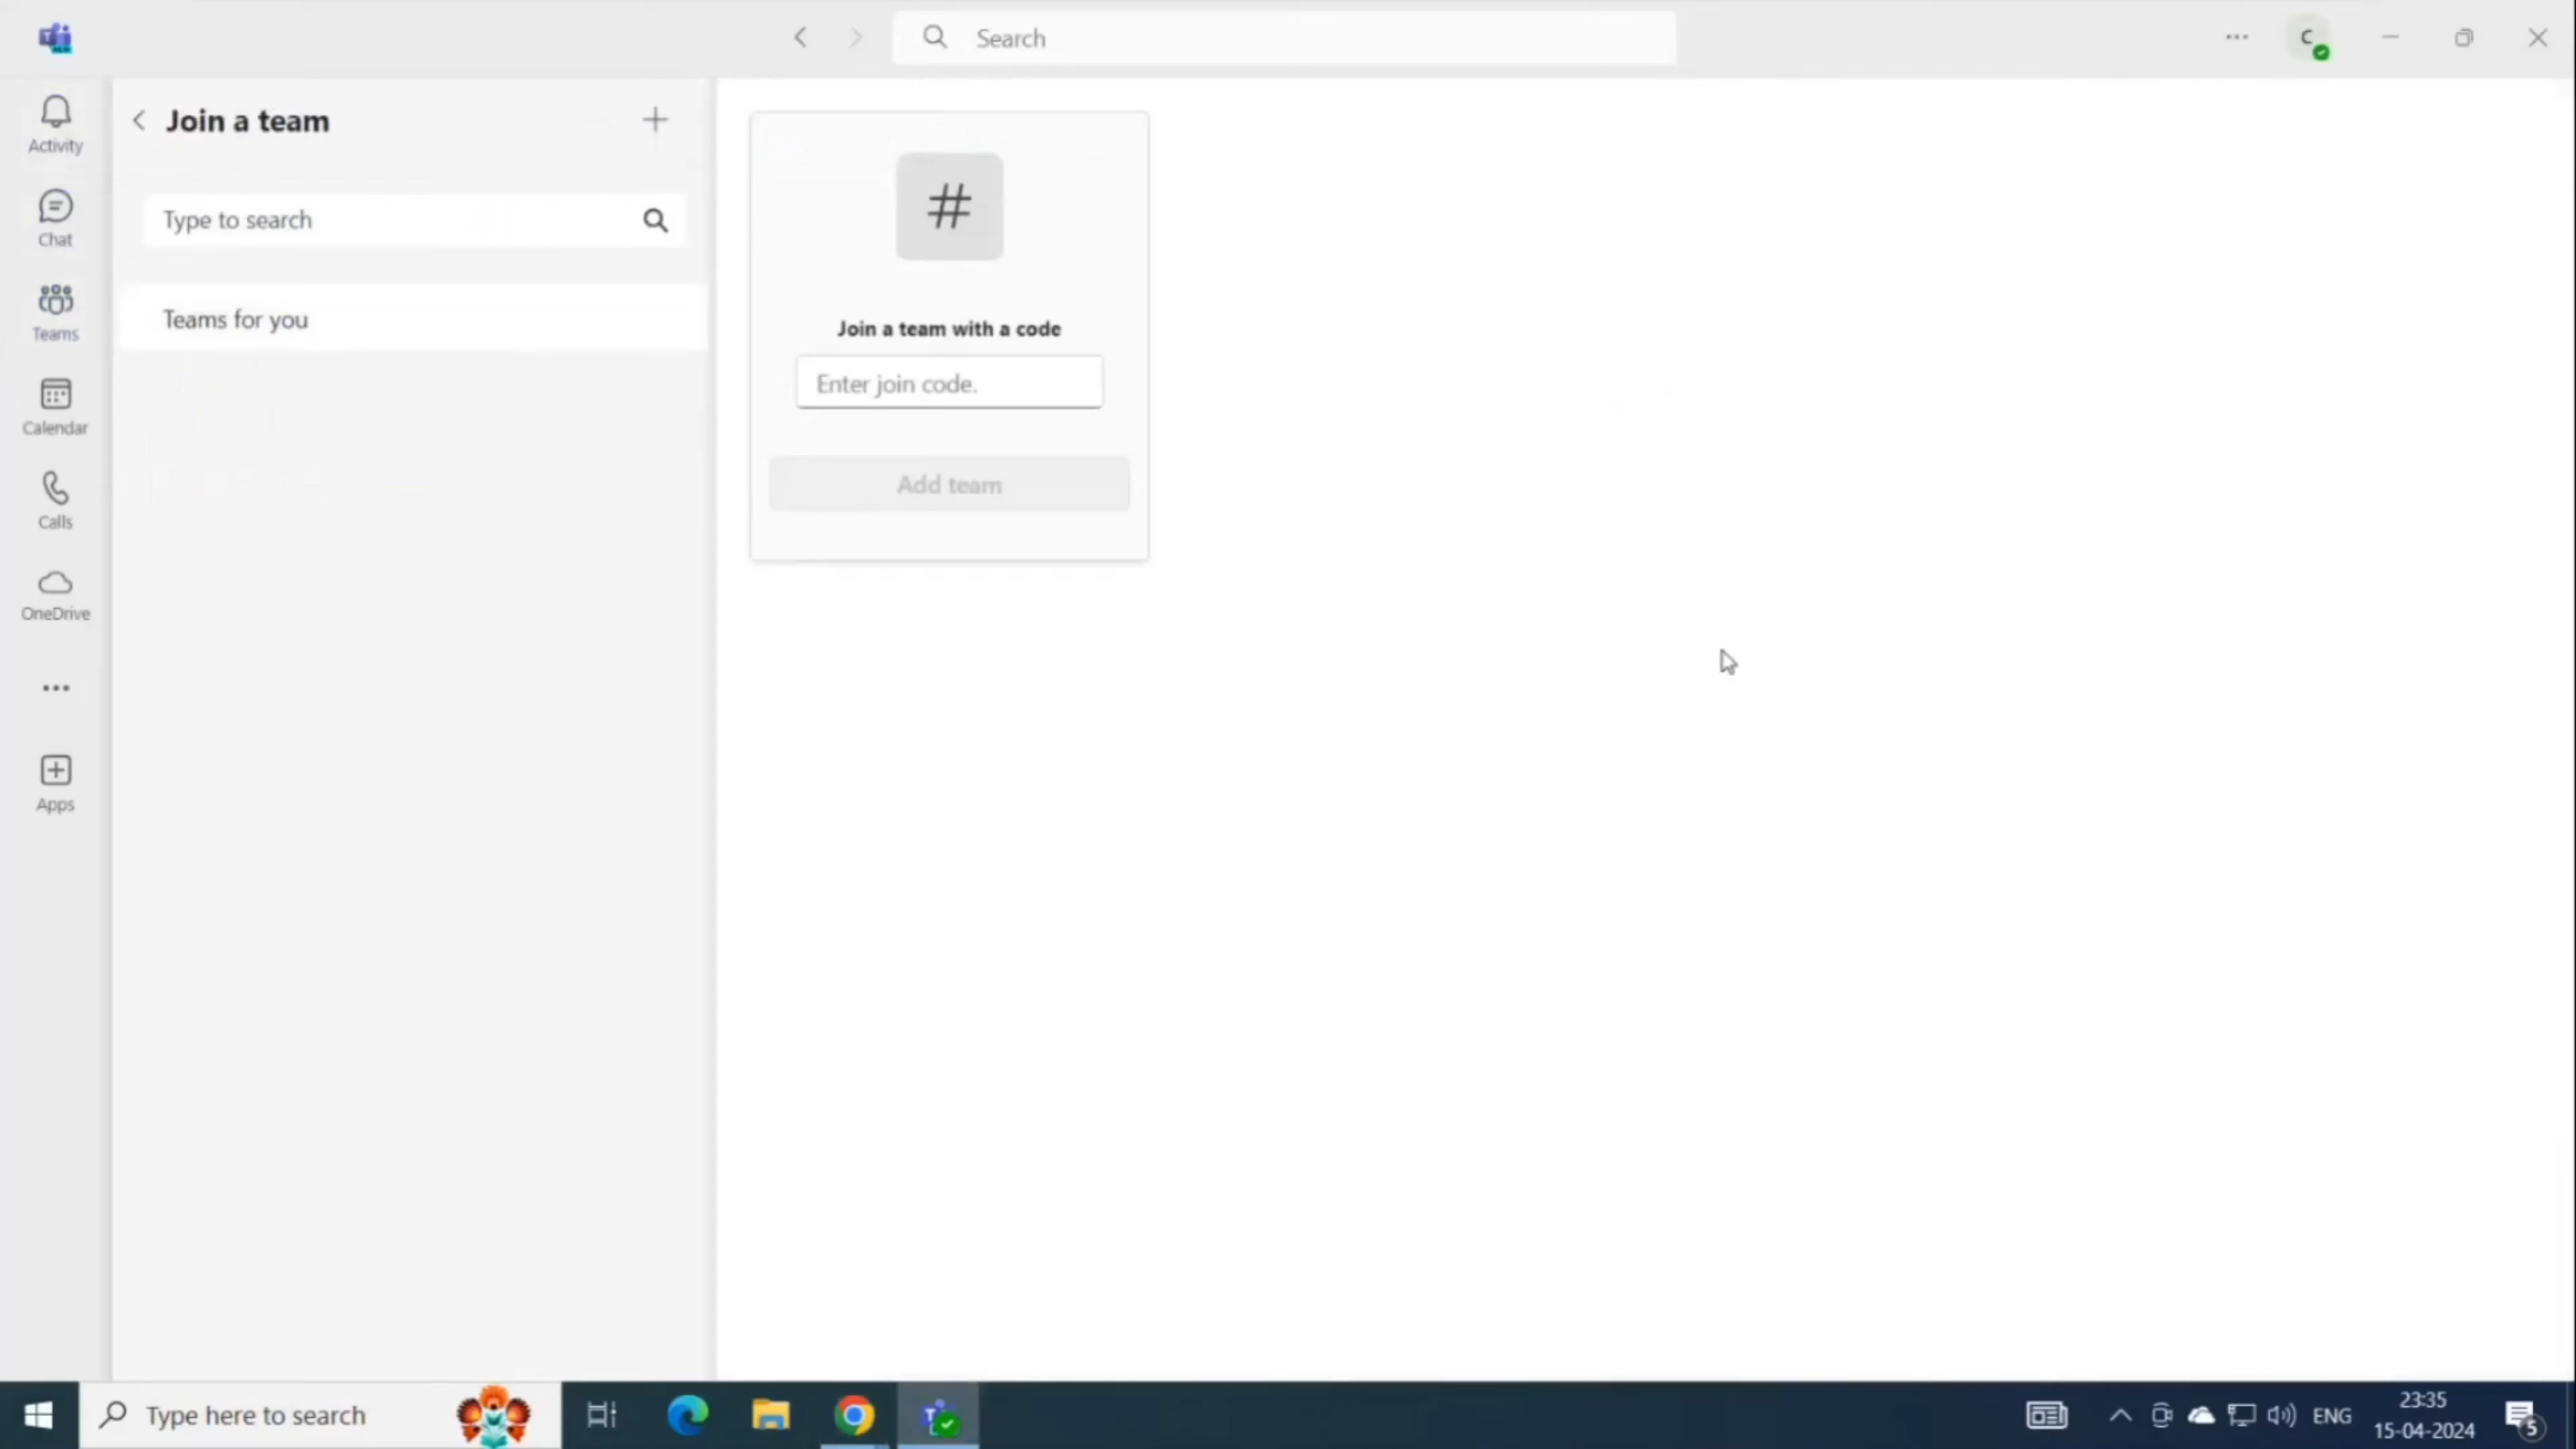 Search
C
Activity
Chat
Teams
Calendar
Calls
OneDrive
Apps
Join a team
Type to search
Teams for you
#
Join a team with a code
Enter join code.
Add team
Type here to search
ENG
23:35
15-04-2024
5